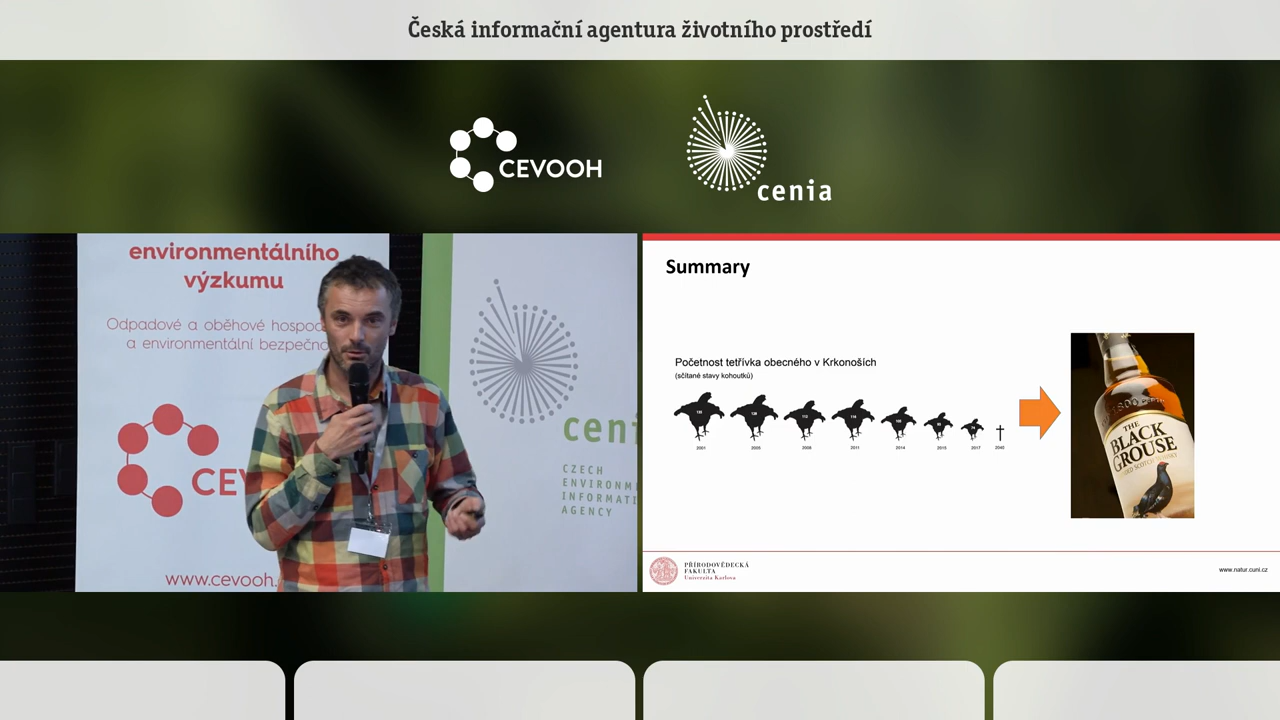 Česká informační agentura životního prostředí
CEVOOH
cenia
environmentálního
výzkumu
Odpadové a oběhové hospod
a environmentální bezpečno
CEV
www.cevooh.
ceni
CZECH
ENVIRONM
INFORMATI
AGENCY
Summary
Početnost tetřívka obecného v Krkonoších
(sčítané stavy kohoutků)
2001 2005 2008 2011 2014 2015 2017 2040
THE
BLACK
GROUSE
PŘÍRODOVĚDECKÁ
FAKULTA
Univerzita Karlova
www.natur.cuni.cz